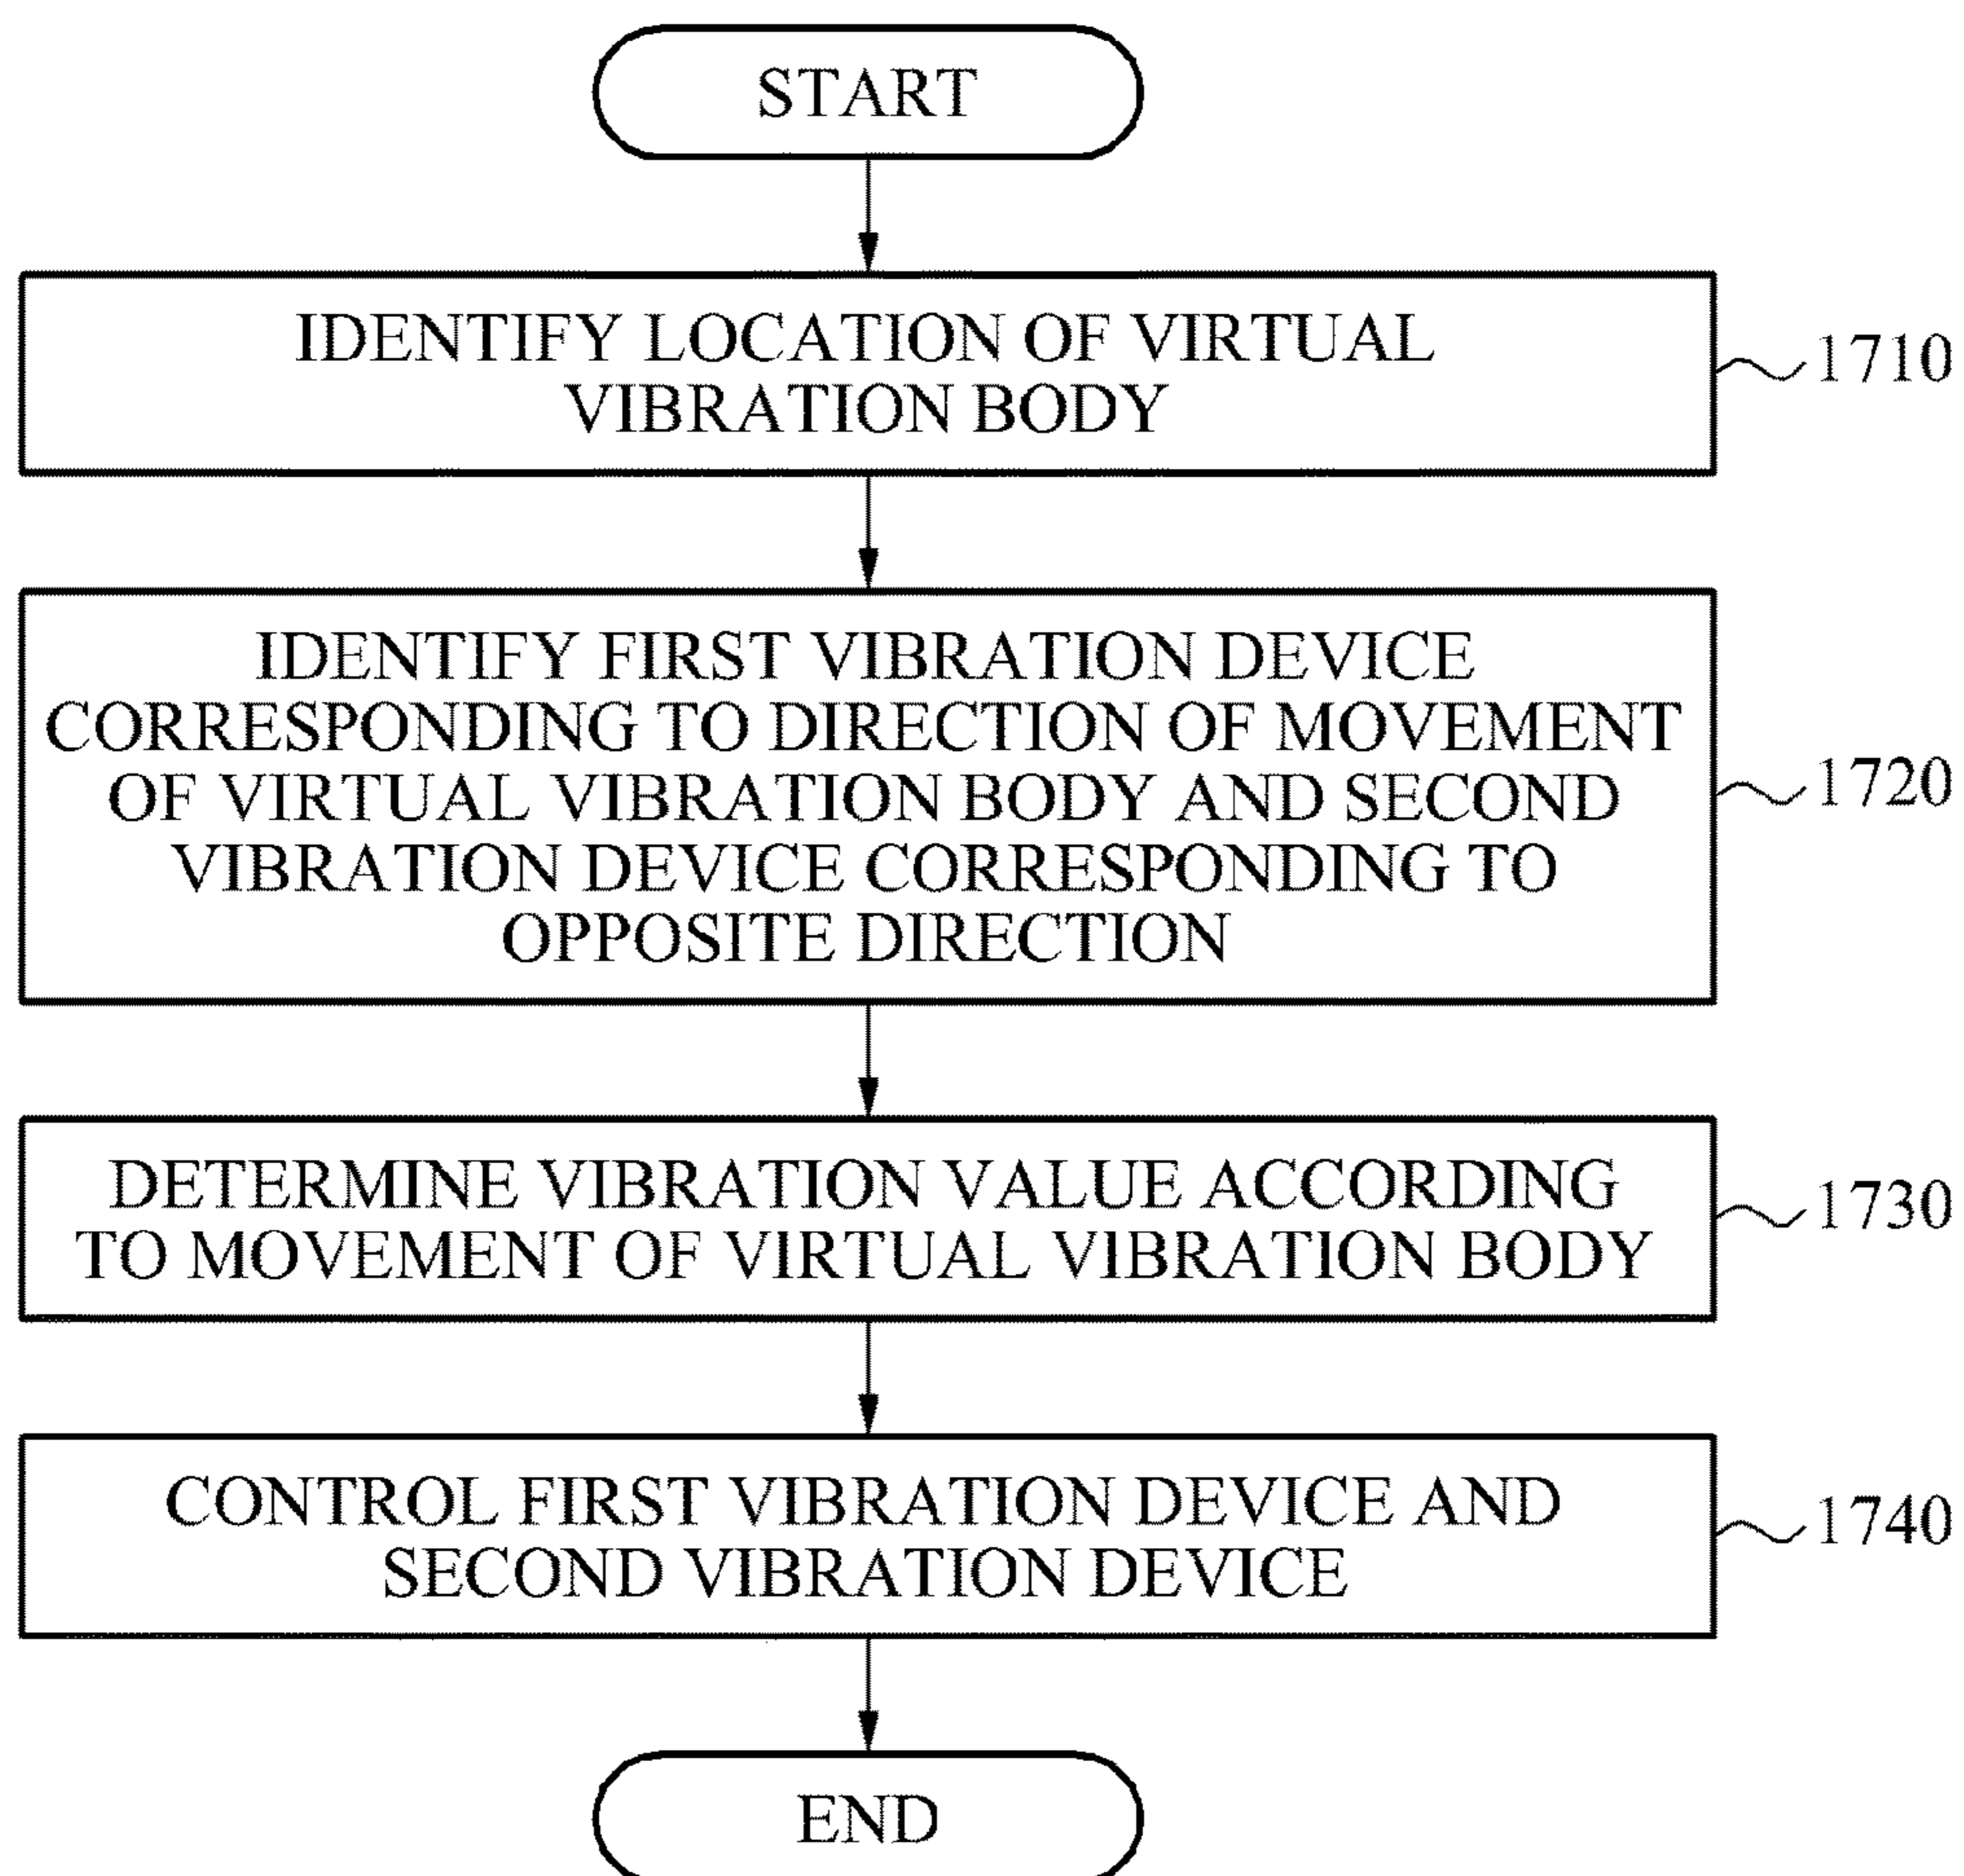 START
IDENTIFY LOCATION OF VIRTUAL
VIBRATION BODY
1710
IDENTIFY FIRST VIBRATION DEVICE
CORRESPONDING TO DIRECTION OF MOVEMENT
OF VIRTUAL VIBRATION BODY AND SECOND
VIBRATION DEVICE CORRESPONDING TO
OPPOSITE DIRECTION
1720
DETERMINE VIBRATION VALUE ACCORDING
TO MOVEMENT OF VIRTUAL VIBRATION BODY
1730
CONTROL FIRST VIBRATION DEVICE AND
SECOND VIBRATION DEVICE
1740
END